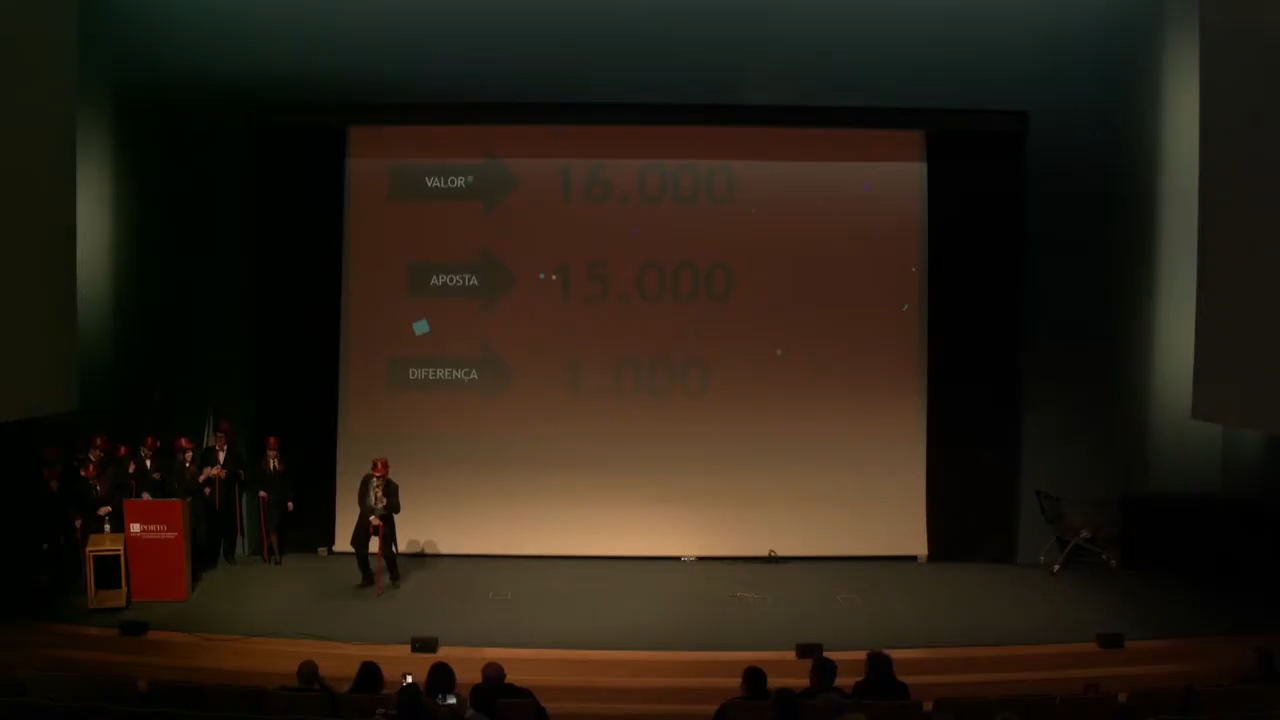 VALOR
16.000
APOSTA
15.000
DIFERENÇA
1.000
U. PORTO